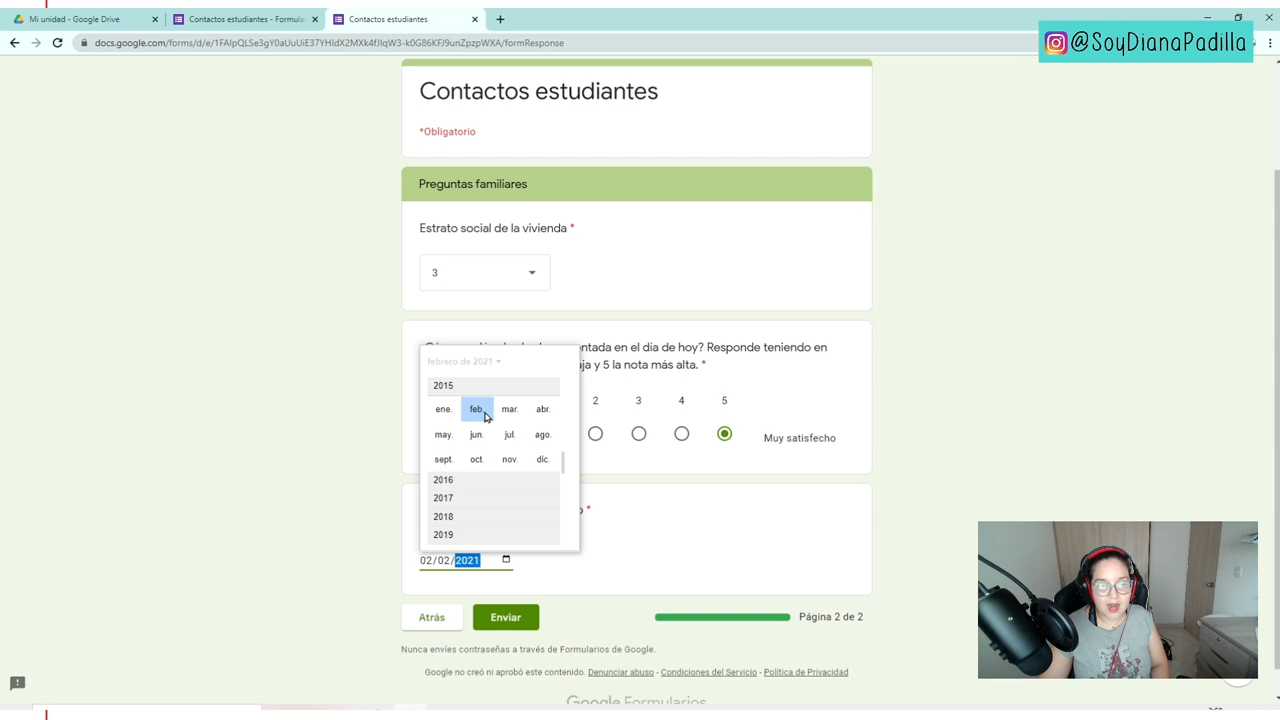 Mi unidad - Google Drive
Contactos estudiantes - Formula
Contactos estudiantes
docs.google.com/forms/d/e/1FAIpQLSe3gY0aUuUiE37YHldX2MXk4fJIqW3-k0G86KFJ9unZpzpWXA/formResponse
@SoyDianaPadilla
Contactos estudiantes
*Obligatorio
Preguntas familiares
Estrato social de la vivienda *
3
entada en el día de hoy? Responde teniendo en
aja y 5 la nota más alta. *
2 3 4 5
Muy satisfecho
febrero de 2021
2015
ene. feb. mar. abr.
may. jun. jul. ago.
sept. oct. nov. dic.
2016
2017
2018
2019
o *
02/02/2021
Atrás
Enviar
Página 2 de 2
Nunca envíes contraseñas a través de Formularios de Google.
Google no creó ni aprobó este contenido. Denunciar abuso - Condiciones del Servicio - Política de Privacidad
Google Formularios